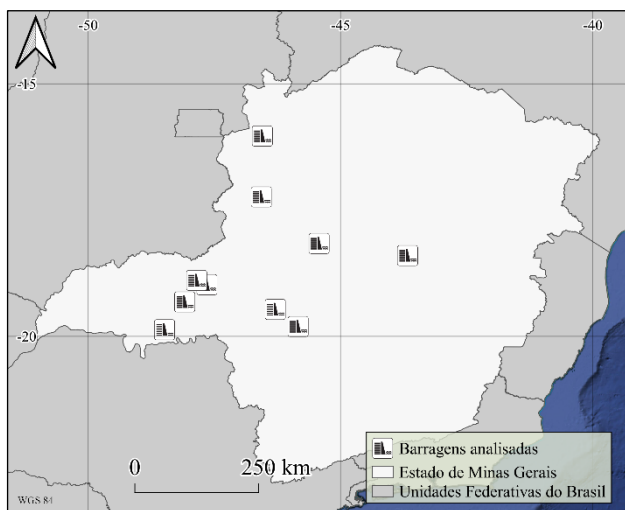 -50
-45
-40
-15
-20
0
250 km
WGS 84
Barragens analisadas
Estado de Minas Gerais
Unidades Federativas do Brasil